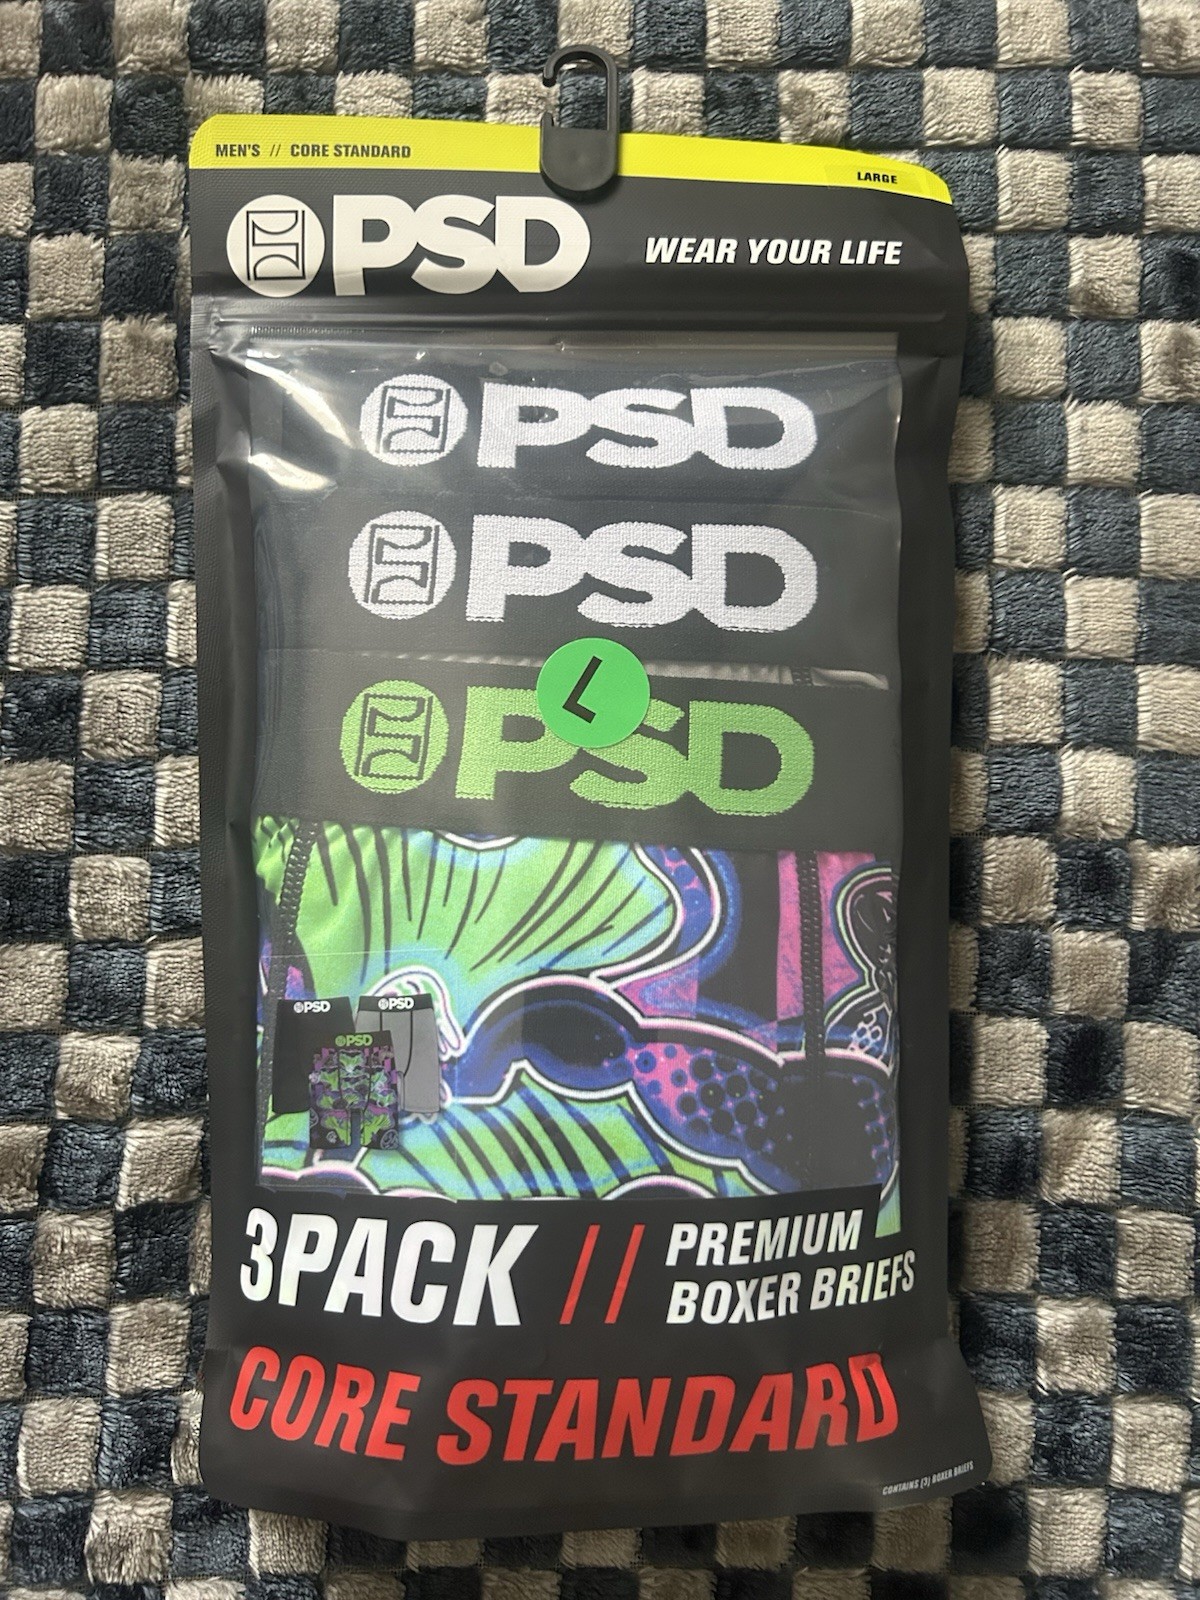 MEN'S // CORE STANDARD
LARGE
PSD
WEAR YOUR LIFE
PSD
PSD
L
PSD
PSD
PSD
PSD
3PACK // PREMIUM
BOXER BRIEFS
CORE STANDARD
CONTAINS (3) BOXER BRIEFS